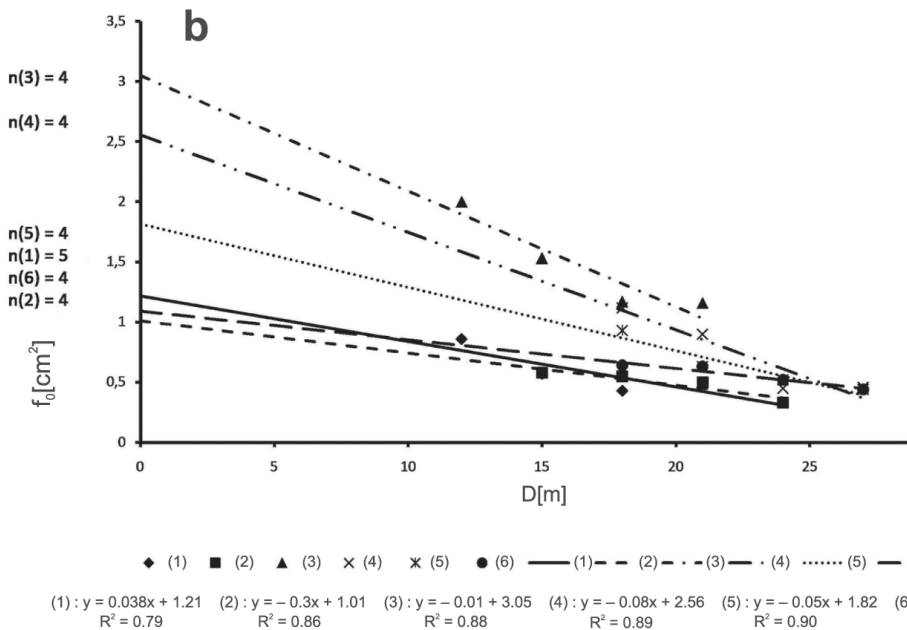 b
3,5
3
2,5
2
1,5
1
0,5
0
n(3) = 4
n(4) = 4
n(5) = 4
n(1) = 5
n(6) = 4
n(2) = 4
f₀[cm²]
0 5 10 15 20 25
D[m]
(1) (2) (3) (4) (5) (6) (1) (2) (3) (4) (5)
(1) : y = 0.038x + 1.21 (2) : y = – 0.3x + 1.01 (3) : y = – 0.01 + 3.05 (4) : y = – 0.08x + 2.56 (5) : y = – 0.05x + 1.82 (6
R² = 0.79 R² = 0.86 R² = 0.88 R² = 0.89 R² = 0.90